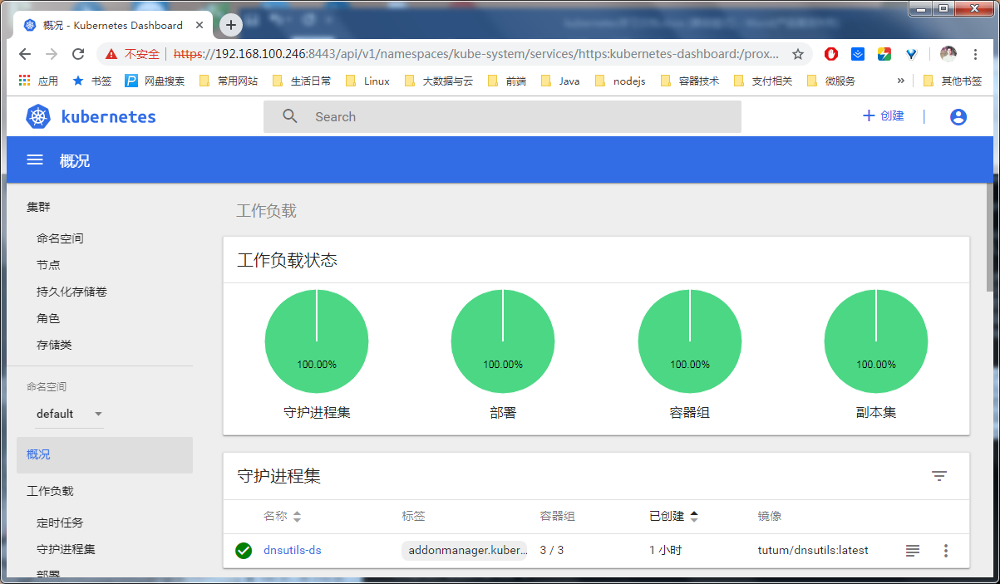 概况 - Kubernetes Dashboard
不安全 https://192.168.100.246:8443/api/v1/namespaces/kube-system/services/https:kubernetes-dashboard:/prox...
应用 书签 网盘搜索 常用网站 生活日常 Linux 大数据与云 前端 Java nodejs 容器技术 支付相关 微服务 » 其他书签
kubernetes Search + 创建
概况
集群
命名空间
节点
持久化存储卷
角色
存储类
命名空间
default
概况
工作负载
定时任务
守护进程集
部署
工作负载
工作负载状态
100.00% 100.00% 100.00% 100.00%
守护进程集 部署 容器组 副本集
守护进程集
名称 标签 容器组 已创建 镜像
dnsutils-ds addonmanager.kuber... 3 / 3 1 小时 tutum/dnsutils:latest